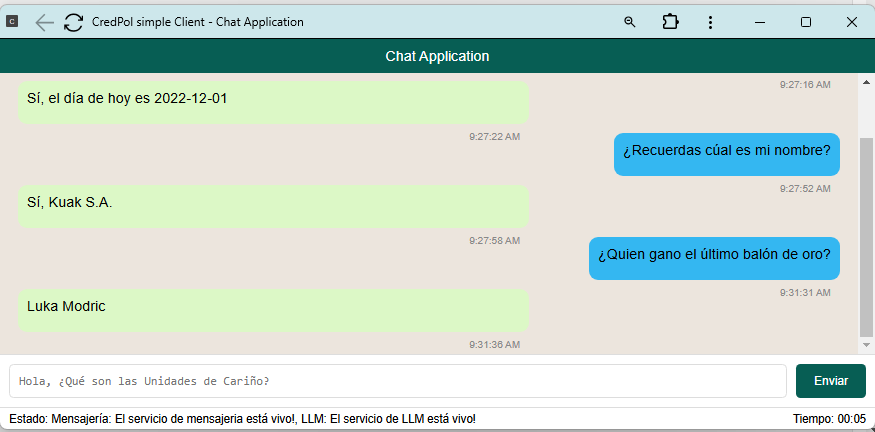 C CredPol simple Client - Chat Application
Chat Application
9:27:16 AM
Sí, el día de hoy es 2022-12-01
9:27:22 AM
¿Recuerdas cúal es mi nombre?
9:27:52 AM
Sí, Kuak S.A.
9:27:58 AM
¿Quien gano el último balón de oro?
9:31:31 AM
Luka Modric
9:31:36 AM
Hola, ¿Qué son las Unidades de Cariño?
Enviar
Estado: Mensajería: El servicio de mensajeria está vivo!, LLM: El servicio de LLM está vivo!
Tiempo: 00:05